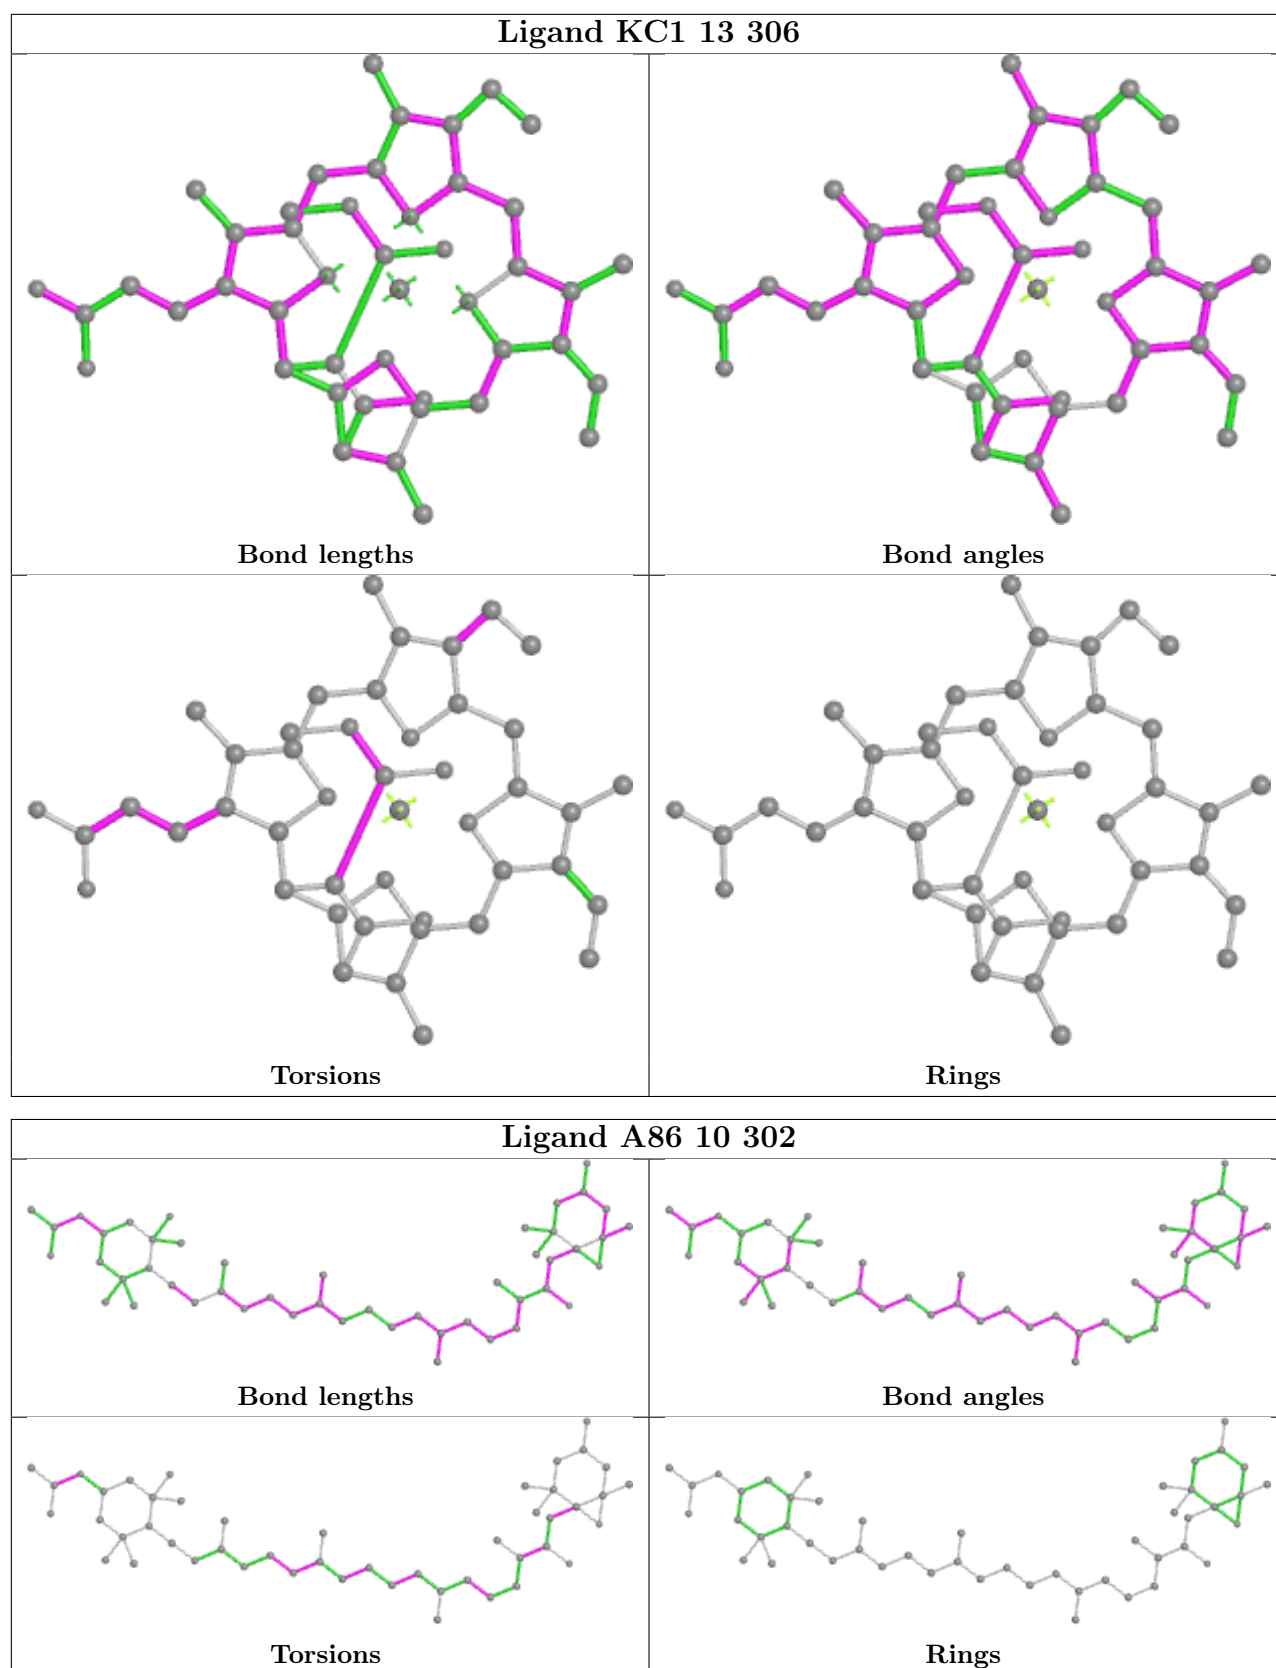 Ligand KC1 13 306
Bond lengths
Bond angles
Torsions
Rings
Ligand A86 10 302
Bond lengths
Bond angles
Torsions
Rings